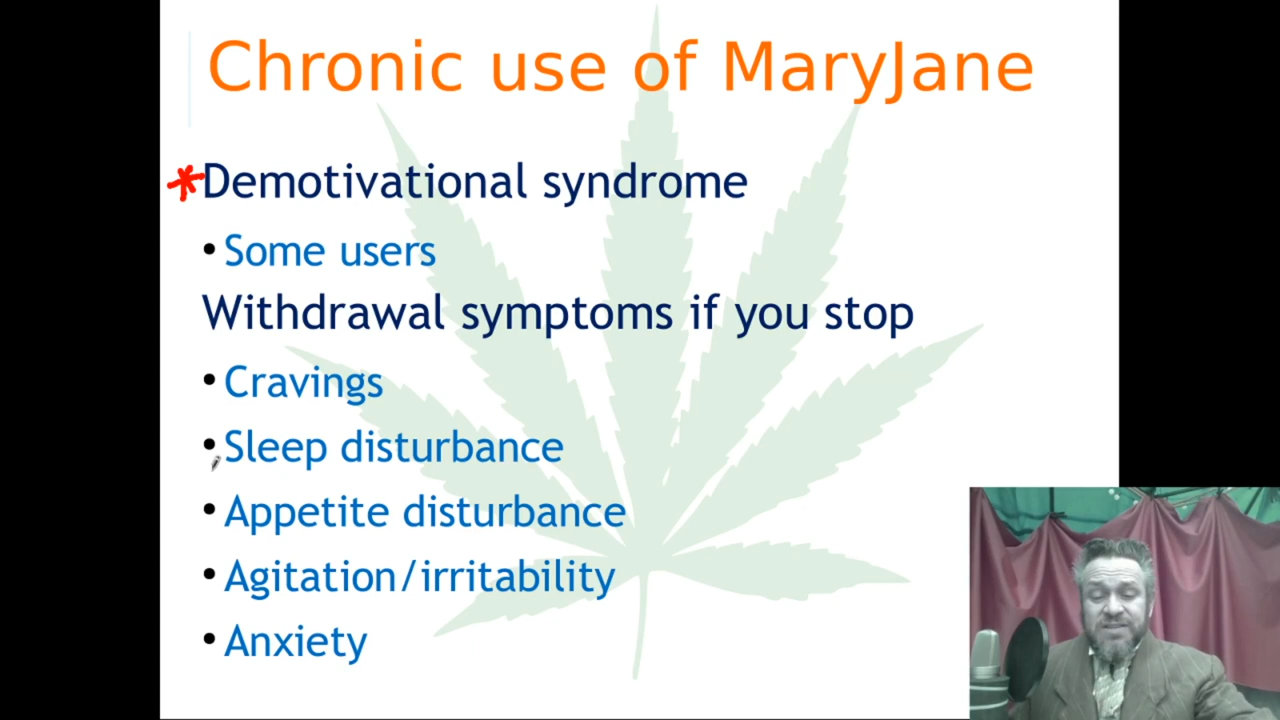 Chronic use of MaryJane
*Demotivational syndrome
• Some users
Withdrawal symptoms if you stop
• Cravings
• Sleep disturbance
• Appetite disturbance
• Agitation/irritability
• Anxiety